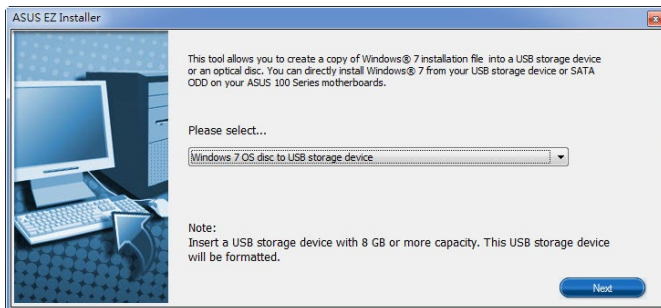 ASUS EZ Installer
This tool allows you to create a copy of Windows® 7 installation file into a USB storage device
or an optical disc. You can directly install Windows® 7 from your USB storage device or SATA
ODD on your ASUS 100 Series motherboards.
Please select...
Windows 7 OS disc to USB storage device
Note:
Insert a USB storage device with 8 GB or more capacity. This USB storage device
will be formatted.
Next